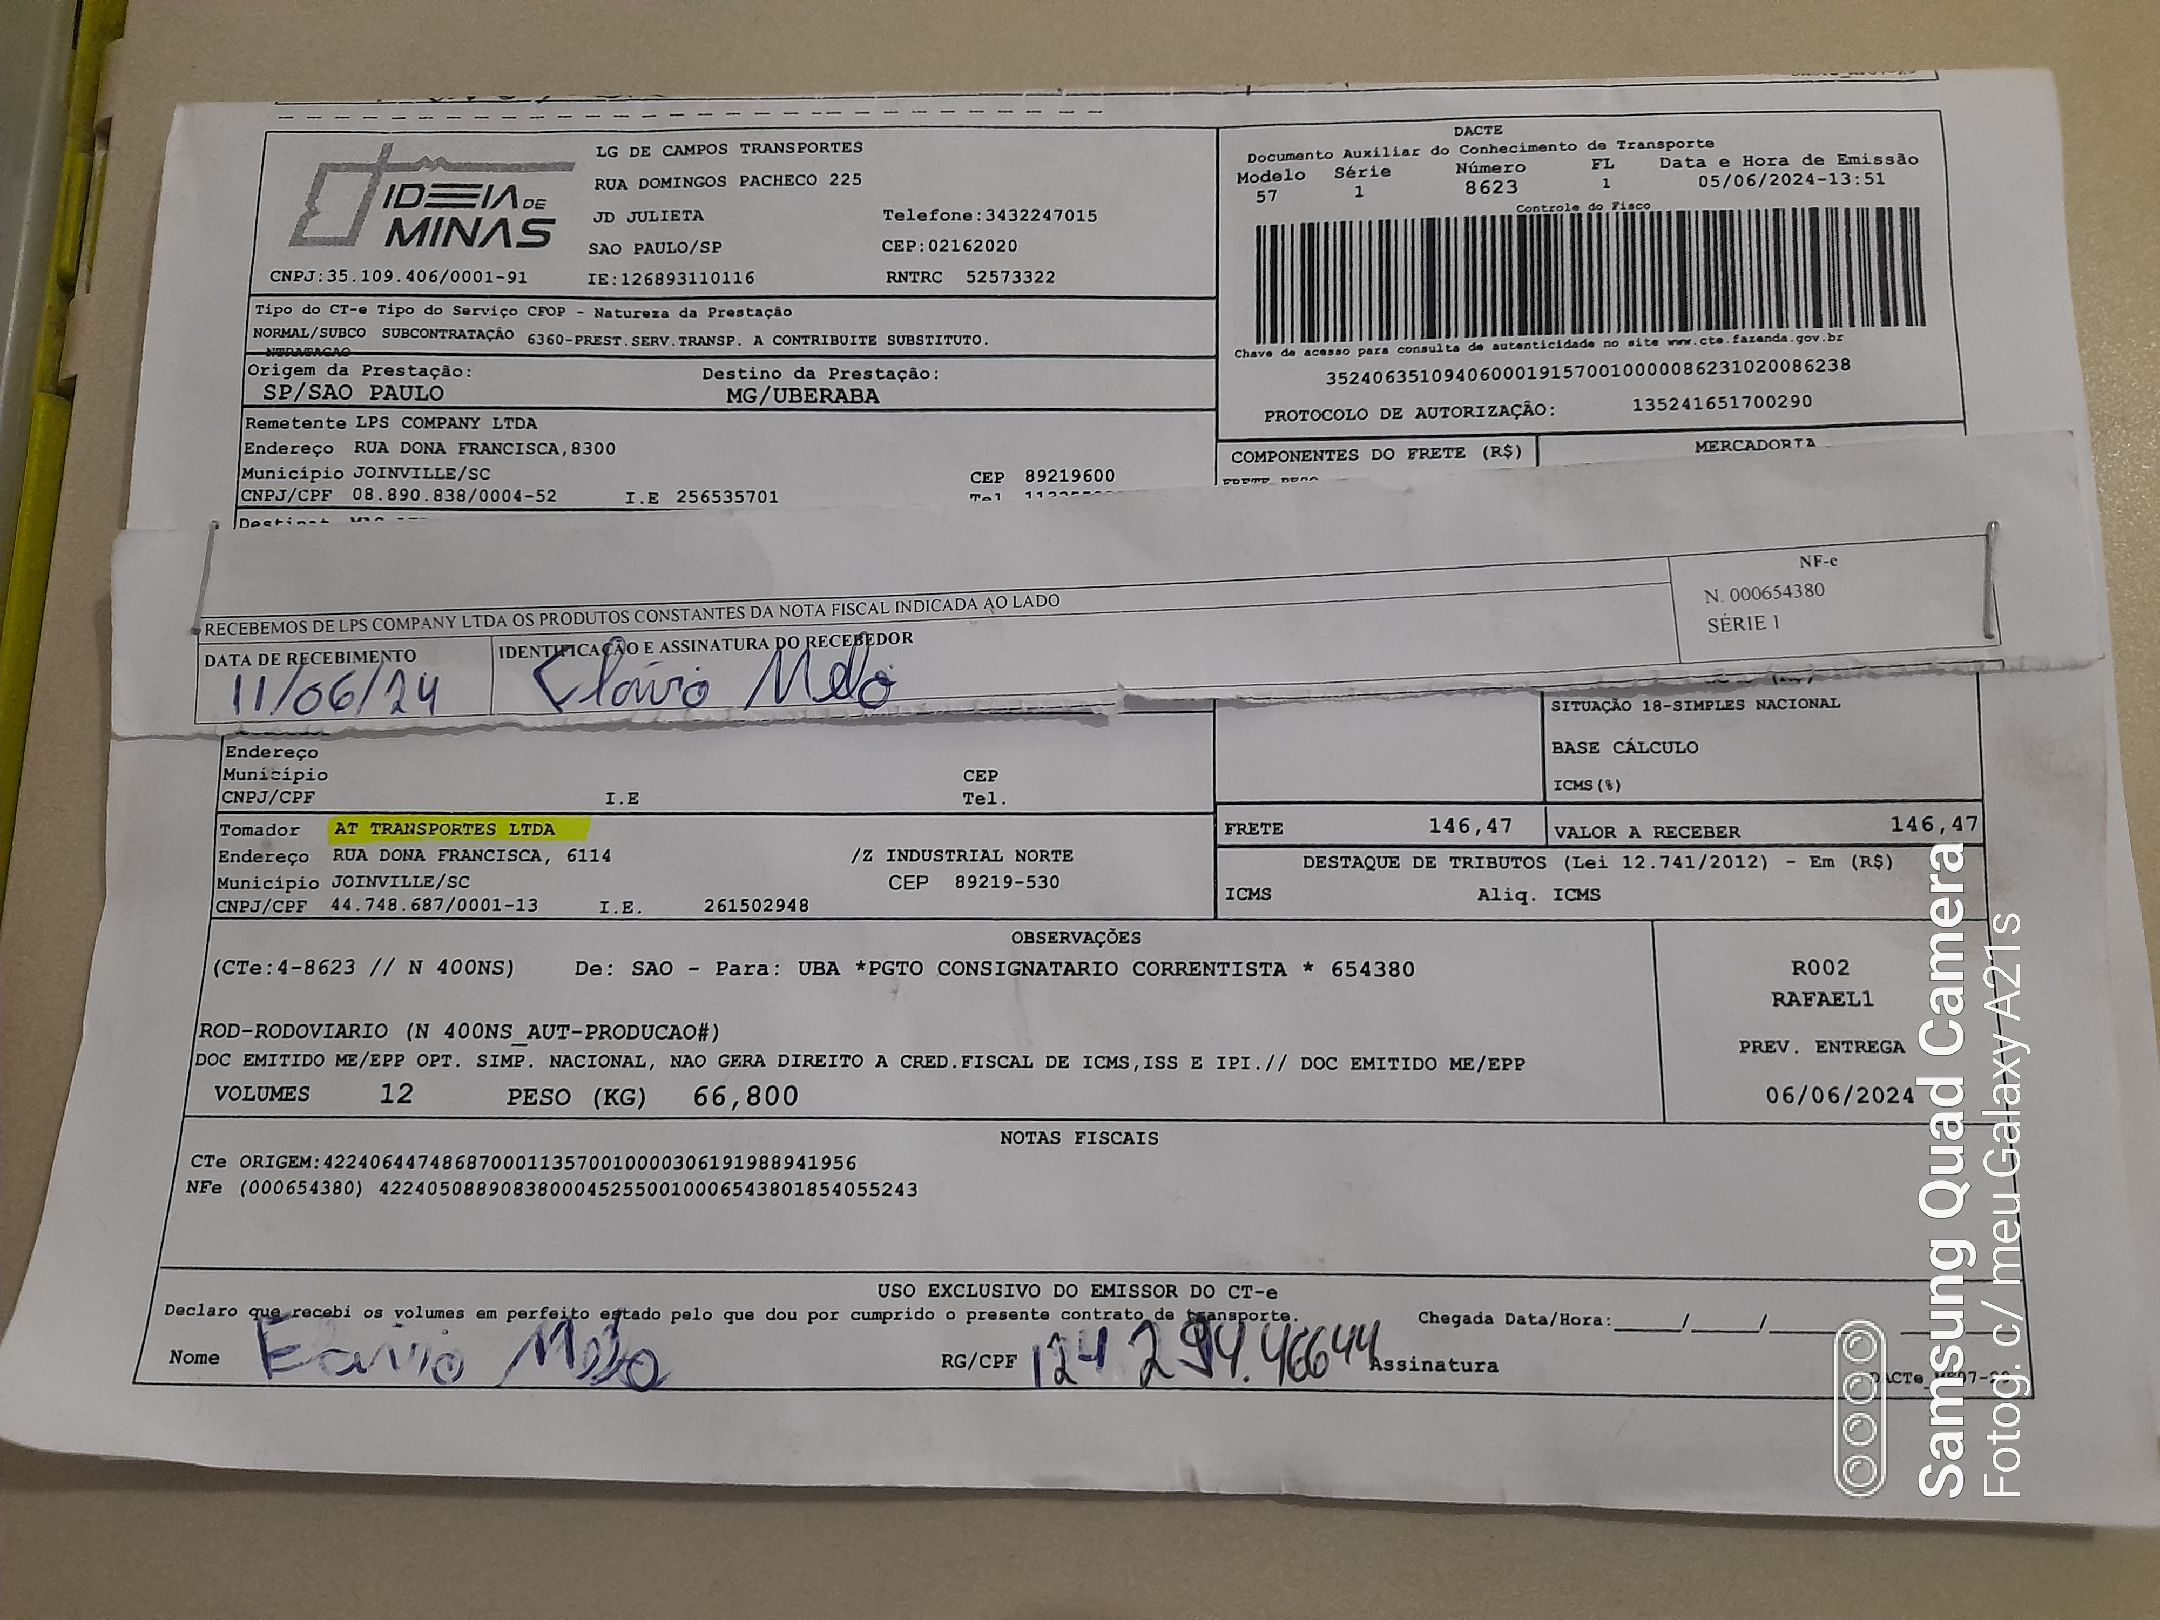 IDEIA DE
MINAS
CNPJ:35.109.406/0001-91
LG DE CAMPOS TRANSPORTES
RUA DOMINGOS PACHECO 225
JD JULIETA Telefone:3432247015
SAO PAULO/SP CEP:02162020
IE:126893110116 RNTRC 52573322
DACTE
Documento Auxiliar do Conhecimento de Transporte
Modelo Série Número FL Data e Hora de Emissão
57 1 8623 1 05/06/2024-13:51
Controle do Fisco
Chave de acesso para consulta de autenticidade no site www.cte.fazenda.gov.br
35240635109406000191570010000086231020086238
PROTOCOLO DE AUTORIZAÇÃO: 135241651700290
Tipo do CT-e Tipo do Serviço CFOP - Natureza da Prestação
NORMAL/SUBCO SUBCONTRATAÇÃO 6360-PREST.SERV.TRANSP. A CONTRIBUITE SUBSTITUTO.
NTRATACAO
Origem da Prestação: Destino da Prestação:
SP/SAO PAULO MG/UBERABA
Remetente LPS COMPANY LTDA
Endereço RUA DONA FRANCISCA,8300
Município JOINVILLE/SC CEP 89219600
CNPJ/CPF 08.890.838/0004-52 I.E 256535701 Tel
COMPONENTES DO FRETE (R$) MERCADORIA
FRETE PESO
Destinat
RECEBEMOS DE LPS COMPANY LTDA OS PRODUTOS CONSTANTES DA NOTA FISCAL INDICADA AO LADO
DATA DE RECEBIMENTO IDENTIFICAÇÃO E ASSINATURA DO RECEBEDOR
11/06/24 Flávio Melo
NF-e
N. 000654380
SÉRIE 1
SITUAÇÃO 18-SIMPLES NACIONAL
BASE CÁLCULO
ICMS(%)
Endereço
Município CEP
CNPJ/CPF I.E Tel.
Tomador AT TRANSPORTES LTDA
Endereço RUA DONA FRANCISCA, 6114 /Z INDUSTRIAL NORTE
Município JOINVILLE/SC CEP 89219-530
CNPJ/CPF 44.748.687/0001-13 I.E. 261502948
FRETE 146,47 VALOR A RECEBER 146,47
DESTAQUE DE TRIBUTOS (Lei 12.741/2012) - Em (R$)
ICMS Aliq. ICMS
OBSERVAÇÕES
(CTe:4-8623 // N 400NS) De: SAO - Para: UBA *PGTO CONSIGNATARIO CORRENTISTA * 654380
ROD-RODOVIARIO (N 400NS_AUT-PRODUCAO#)
DOC EMITIDO ME/EPP OPT. SIMP. NACIONAL, NAO GERA DIREITO A CRED.FISCAL DE ICMS,ISS E IPI.// DOC EMITIDO ME/EPP
VOLUMES 12 PESO (KG) 66,800
R002
RAFAEL1
PREV. ENTREGA
06/06/2024
NOTAS FISCAIS
CTe ORIGEM:42240644748687000113570010000306191988941956
NFe (000654380) 42240508890838000452550010006543801854055243
USO EXCLUSIVO DO EMISSOR DO CT-e
Declaro que recebi os volumes em perfeito estado pelo que dou por cumprido o presente contrato de transporte. Chegada Data/Hora:____/____/____
Nome Flavio Melo RG/CPF 124 294.46644 Assinatura
Samsung Quad Camera
Fotog. c/ meu Galaxy A21s